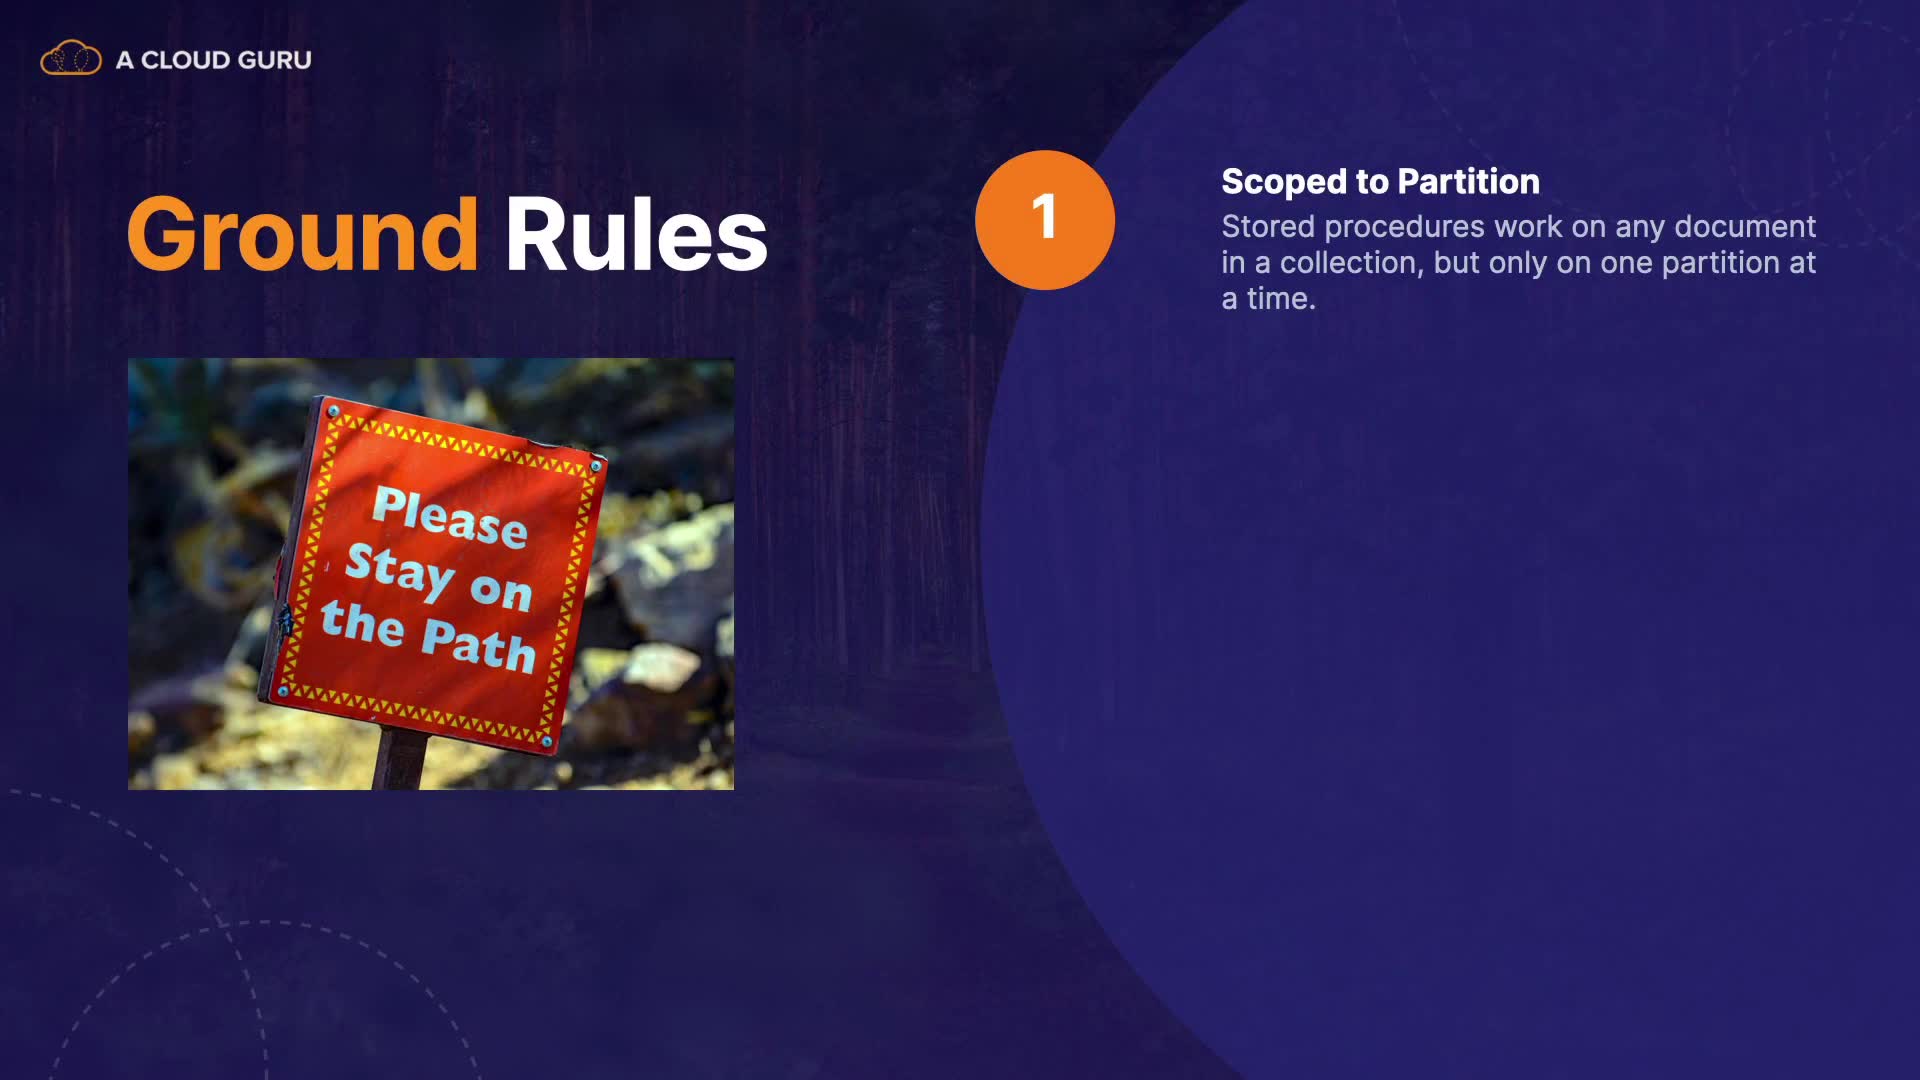 A CLOUD GURU
Ground Rules
Please
Stay on
the Path
1
Scoped to Partition
Stored procedures work on any document
in a collection, but only on one partition at
a time.